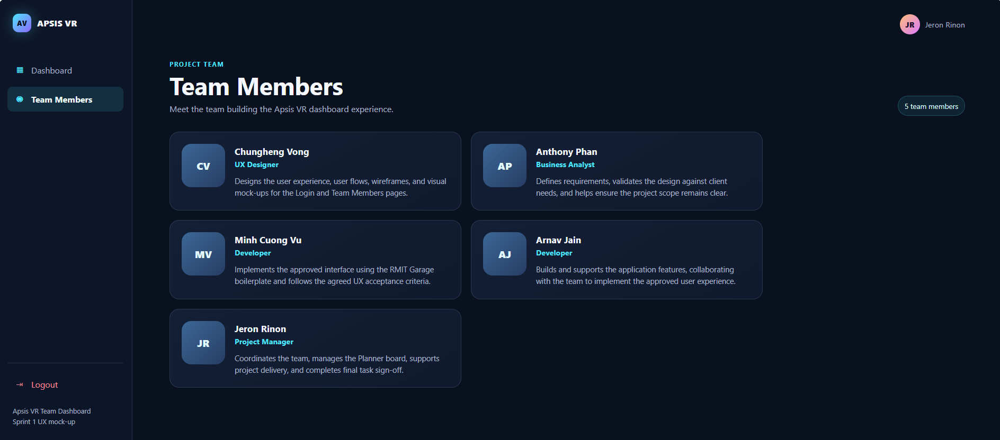 AV APSIS VR
Dashboard
Team Members
Logout
Apsis VR Team Dashboard
Sprint 1 UX mock-up
JR Jeron Rinon
PROJECT TEAM
Team Members
Meet the team building the Apsis VR dashboard experience.
5 team members
CV
Chungheng Vong
UX Designer
Designs the user experience, user flows, wireframes, and visual
mock-ups for the Login and Team Members pages.
AP
Anthony Phan
Business Analyst
Defines requirements, validates the design against client
needs, and helps ensure the project scope remains clear.
MV
Minh Cuong Vu
Developer
Implements the approved interface using the RMIT Garage
boilerplate and follows the agreed UX acceptance criteria.
AJ
Arnav Jain
Developer
Builds and supports the application features, collaborating
with the team to implement the approved user experience.
JR
Jeron Rinon
Project Manager
Coordinates the team, manages the Planner board, supports
project delivery, and completes final task sign-off.